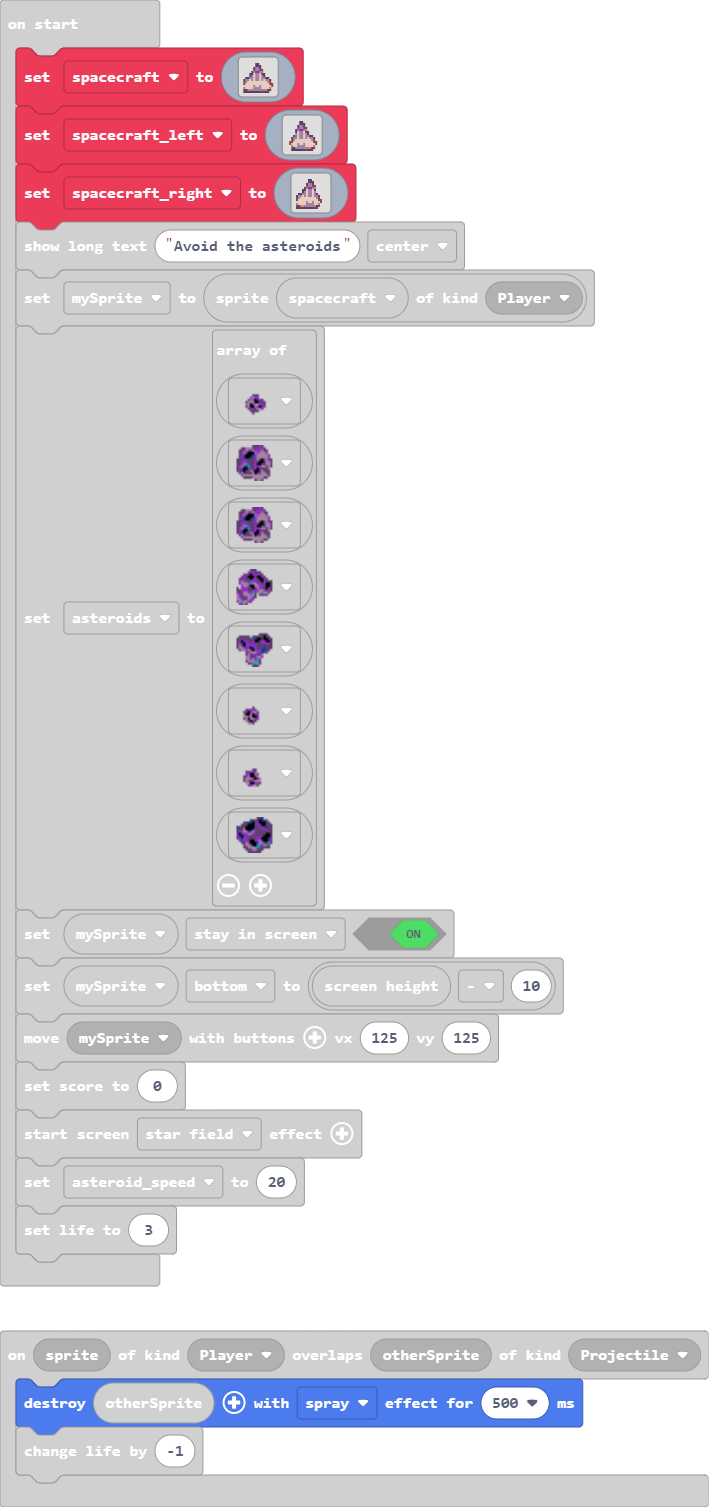 on start
set spacecraft to
set spacecraft_left to
set spacecraft_right to
show long text "Avoid the asteroids" center
set mySprite to sprite spacecraft of kind Player
array of
set asteroids to
set mySprite stay in screen ON
set mySprite bottom to screen height - 10
move mySprite with buttons vx 125 vy 125
set score to 0
start screen star field effect
set asteroid_speed to 20
set life to 3
on sprite of kind Player overlaps otherSprite of kind Projectile
destroy otherSprite with spray effect for 500 ms
change life by -1